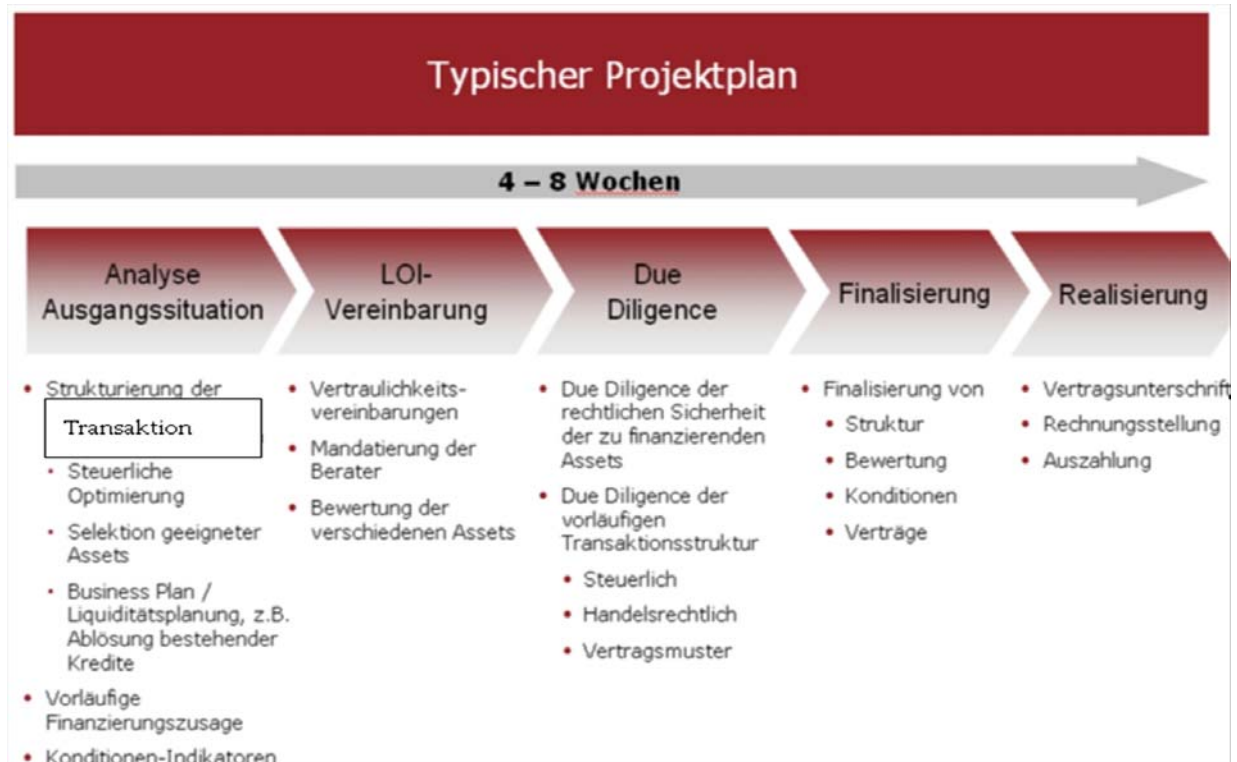 Typischer Projektplan
4 – 8 Wochen
Analyse
Ausgangssituation
LOI-
Vereinbarung
Due
Diligence
Finalisierung
Realisierung
• Strukturierung der
Transaktion
• Steuerliche
Optimierung
• Selektion geeigneter
Assets
• Business Plan /
Liquiditätsplanung, z.B.
Ablösung bestehender
Kredite
• Vorläufige
Finanzierungszusage
• Konditionen-Indikatoren
• Vertraulichkeits-
vereinbarungen
• Mandatierung der
Berater
• Bewertung der
verschiedenen Assets
• Due Diligence der
rechtlichen Sicherheit
der zu finanzierenden
Assets
• Due Diligence der
vorläufigen
Transaktionsstruktur
• Steuerlich
• Handelsrechtlich
• Vertragsmuster
• Finalisierung von
• Struktur
• Bewertung
• Konditionen
• Verträge
• Vertragsunterschrift
• Rechnungsstellung
• Auszahlung